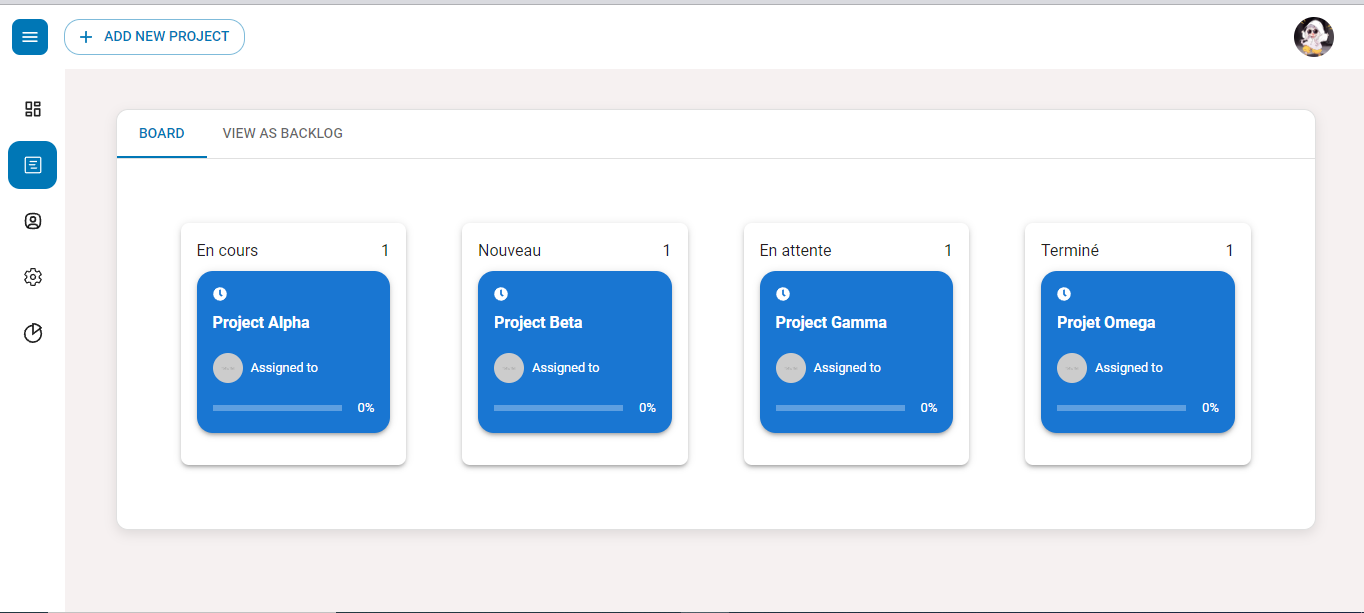 ADD NEW PROJECT
BOARD VIEW AS BACKLOG
En cours 1
Project Alpha
Assigned to
0%
Nouveau 1
Project Beta
Assigned to
0%
En attente 1
Project Gamma
Assigned to
0%
Terminé 1
Projet Omega
Assigned to
0%